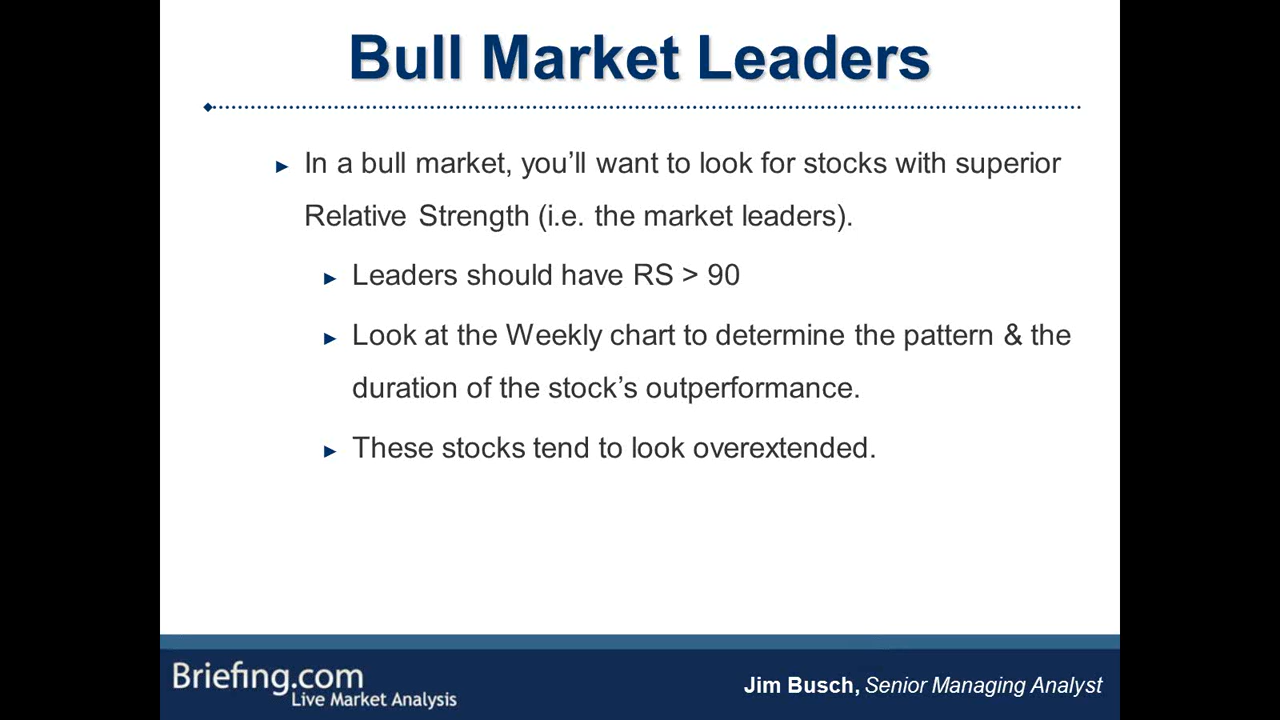 Bull Market Leaders
► In a bull market, you’ll want to look for stocks with superior
Relative Strength (i.e. the market leaders).
► Leaders should have RS > 90
► Look at the Weekly chart to determine the pattern & the
duration of the stock’s outperformance.
► These stocks tend to look overextended.
Briefing.com
Live Market Analysis
Jim Busch, Senior Managing Analyst